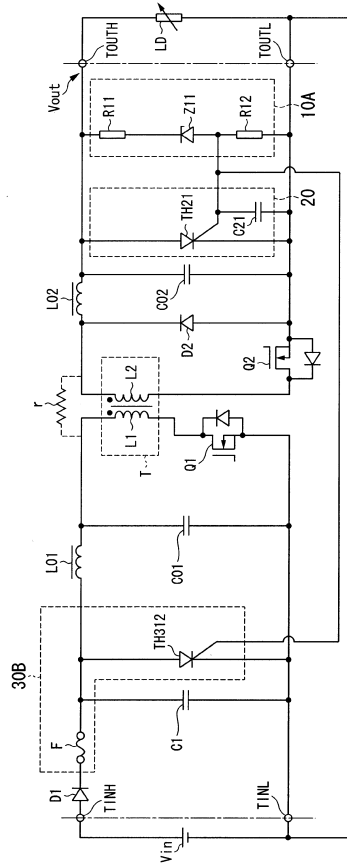 30B
F
D1
TINH
Vin
TINL
C1
TH312
L01
C01
r
T
L1
L2
Q1
Q2
L02
D2
C02
TH21
C21
20
R11
Z11
R12
10A
Vout
TOUTH
LD
TOUTL